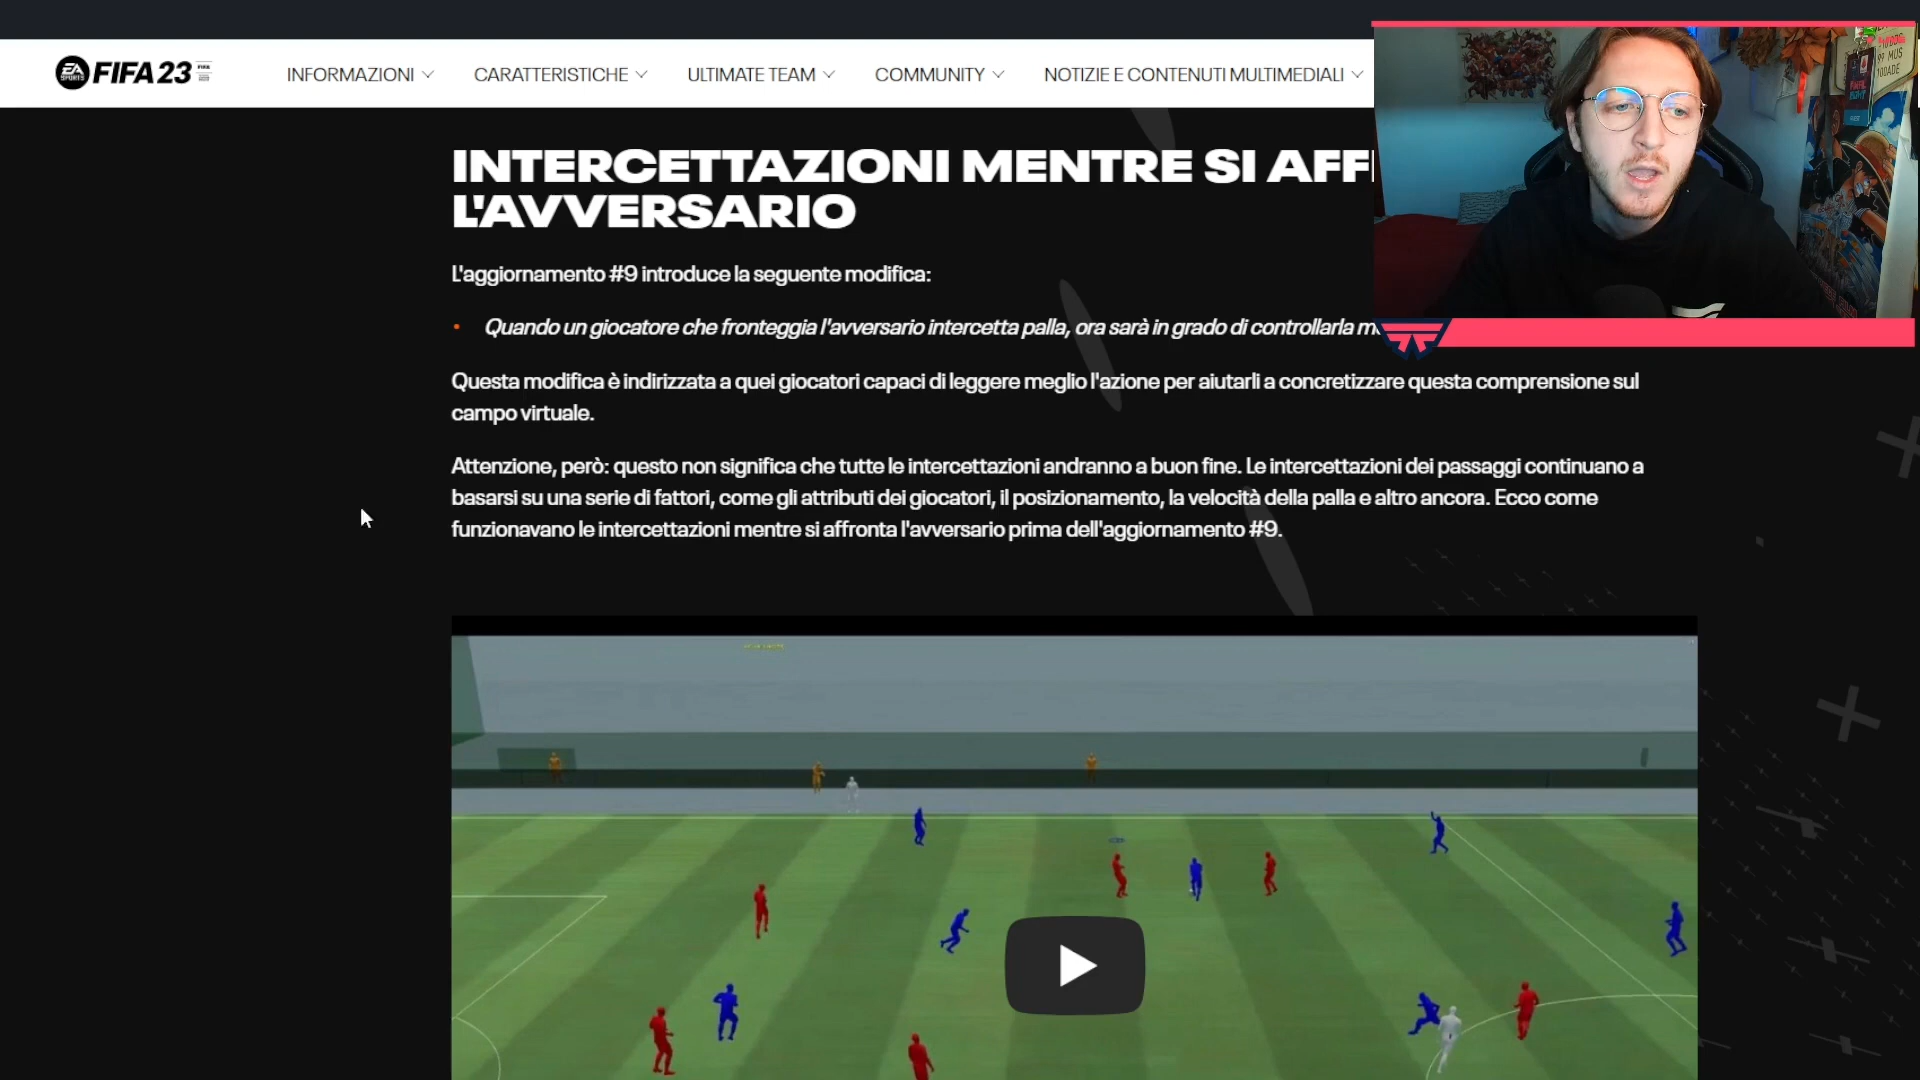 EA SPORTS FIFA 23 INFORMAZIONI CARATTERISTICHE ULTIMATE TEAM COMMUNITY NOTIZIE E CONTENUTI MULTIMEDIALI
INTERCETTAZIONI MENTRE SI
L'AVVERSARIO
L'aggiornamento #9 introduce la seguente modifica:
• Quando un giocatore che fronteggia l'avversario intercetta palla, ora sarà in grado di controllarla
Questa modifica è indirizzata a quei giocatori capaci di leggere meglio l'azione per aiutarli a concretizzare questa comprensione sul
campo virtuale.
Attenzione, però: questo non significa che tutte le intercettazioni andranno a buon fine. Le intercettazioni dei passaggi continuano a
basarsi su una serie di fattori, come gli attributi dei giocatori, il posizionamento, la velocità della palla e altro ancora. Ecco come
funzionavano le intercettazioni mentre si affronta l'avversario prima dell'aggiornamento #9.